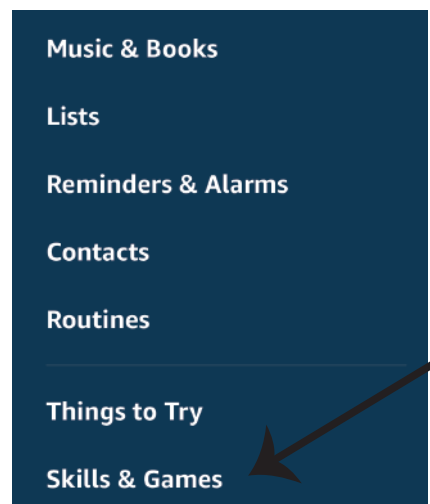 Music & Books
Lists
Reminders & Alarms
Contacts
Routines
Things to Try
Skills & Games